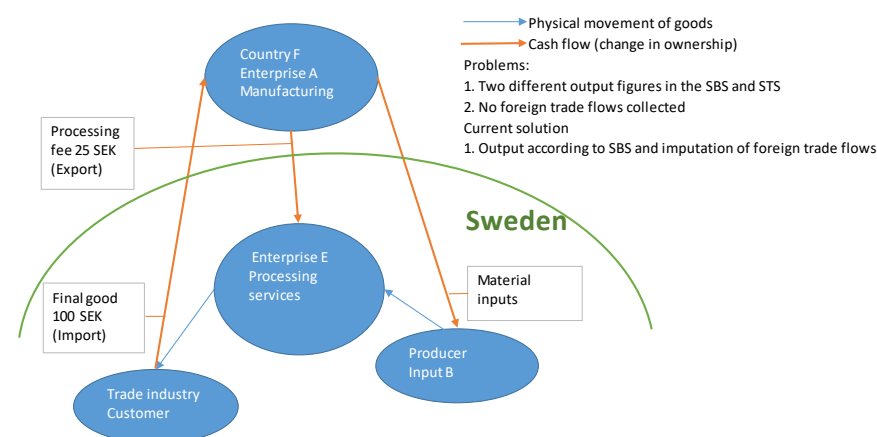 Physical movement of goods
Cash flow (change in ownership)
Problems:
1. Two different output figures in the SBS and STS
2. No foreign trade flows collected
Current solution
1. Output according to SBS and imputation of foreign trade flows
Country F
Enterprise A
Manufacturing
Processing
fee 25 SEK
(Export)
Sweden
Enterprise E
Processing
services
Material
inputs
Final good
100 SEK
(Import)
Producer
Input B
Trade industry
Customer